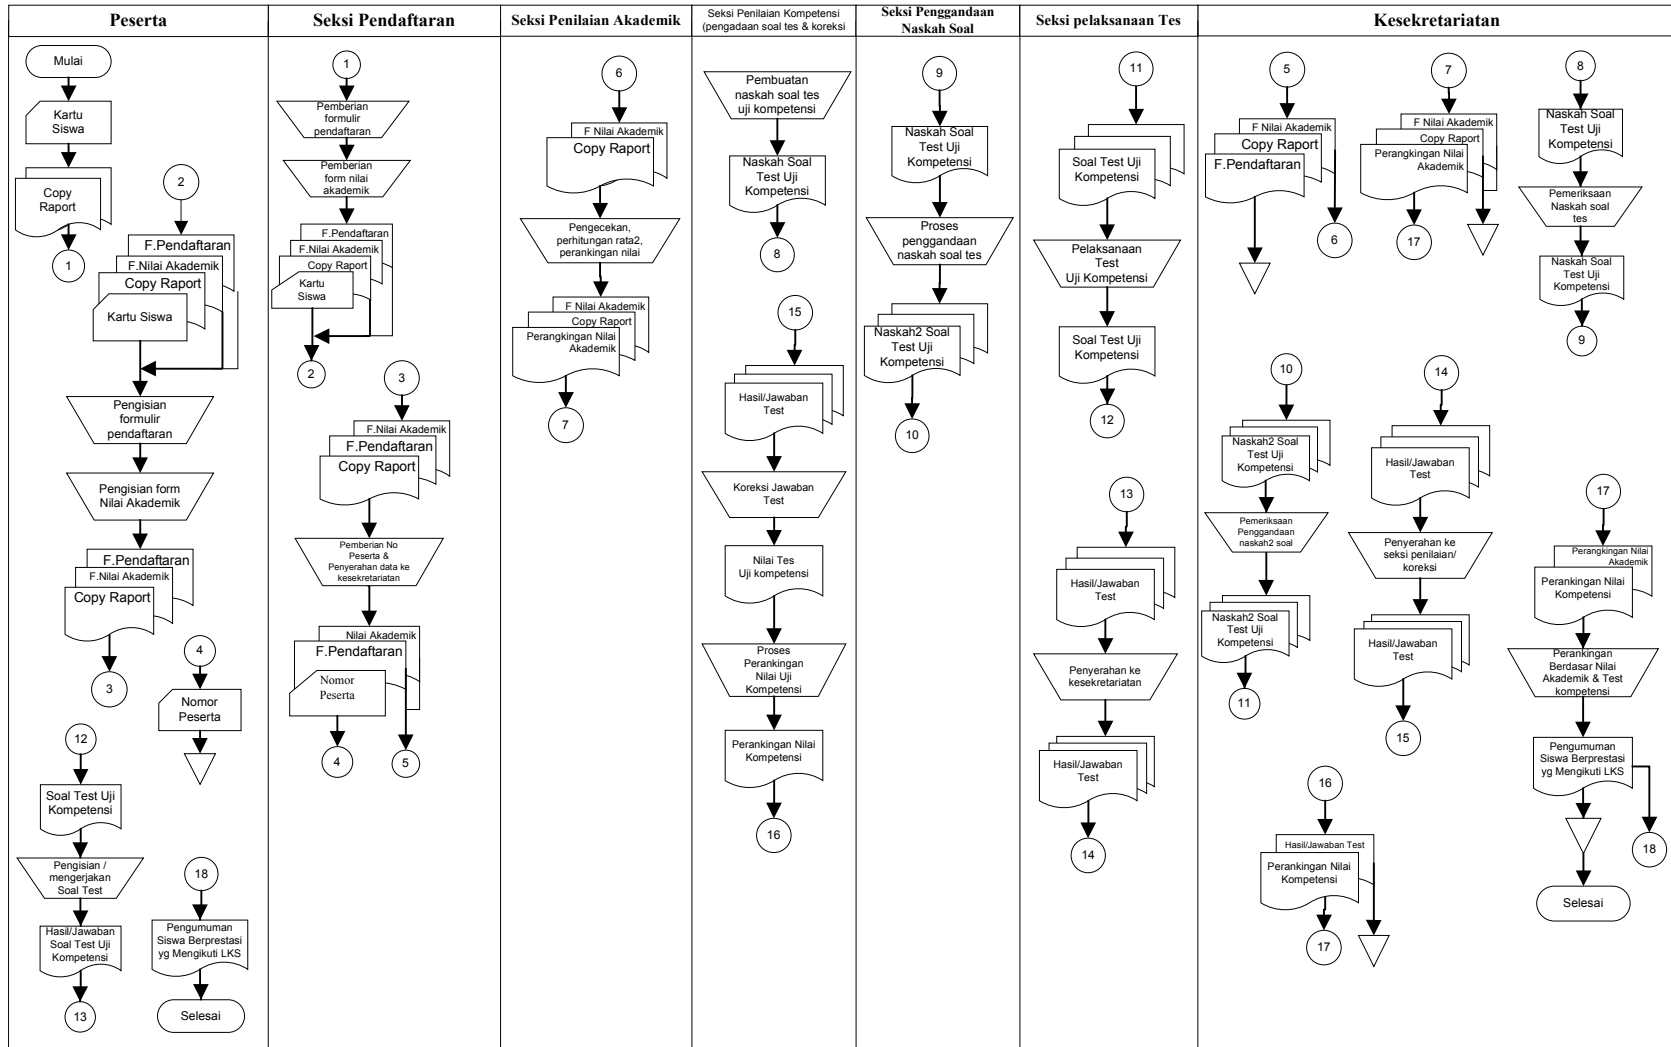 Peserta
Mulai
Kartu
Siswa
Copy
Raport
1
2
F.Pendaftaran
F.Nilai Akademik
Copy Raport
Kartu Siswa
Pengisian
formulir
pendaftaran
Pengisian form
Nilai Akademik
F.Pendaftaran
F.Nilai Akademik
Copy Raport
3
4
Nomor
Peserta
12
Soal Test Uji
Kompetensi
Pengisian /
mengerjakan
Soal Test
Hasil/Jawaban
Soal Test Uji
Kompetensi
13
18
Pengumuman
Siswa Berprestasi
yg Mengikuti LKS
Selesai
Seksi Pendaftaran
1
Pemberian
formulir
pendaftaran
Pemberian
form nilai
akademik
F.Pendaftaran
F.Nilai Akademik
Copy Raport
Kartu
Siswa
2
3
F.Nilai Akademik
F.Pendaftaran
Copy Raport
Pemberian No
Peserta &
Penyerahan data ke
kesekretariatan
Nilai Akademik
F.Pendaftaran
Nomor
Peserta
4
5
Seksi Penilaian Akademik
6
F Nilai Akademik
Copy Raport
Pengecekan,
perhitungan rata2,
perankingan nilai
F Nilai Akademik
Copy Raport
Perangkingan Nilai
Akademik
7
Seksi Penilaian Kompetensi
(pengadaan soal tes & koreksi
Pembuatan
naskah soal tes
uji kompetensi
Naskah Soal
Test Uji
Kompetensi
8
15
Hasil/Jawaban
Test
Koreksi Jawaban
Test
Nilai Tes
Uji kompetensi
Proses
Perankingan
Nilai Uji
Kompetensi
Perankingan Nilai
Kompetensi
16
Seksi Penggandaan
Naskah Soal
9
Naskah Soal
Test Uji
Kompetensi
Proses
penggandaan
naskah soal tes
Naskah2 Soal
Test Uji
Kompetensi
10
Seksi pelaksanaan Tes
11
Soal Test Uji
Kompetensi
Pelaksanaan
Test
Uji Kompetensi
Soal Test Uji
Kompetensi
12
13
Hasil/Jawaban
Test
Penyerahan ke
kesekretariatan
Hasil/Jawaban
Test
14
Kesekretariatan
5
F Nilai Akademik
Copy Raport
F.Pendaftaran
6
7
F Nilai Akademik
Copy Raport
Perangkingan Nilai
Akademik
17
8
Naskah Soal
Test Uji
Kompetensi
Pemeriksaan
Naskah soal
tes
Naskah Soal
Test Uji
Kompetensi
9
10
Naskah2 Soal
Test Uji
Kompetensi
Pemeriksaan
Penggandaan
naskah2 soal
Naskah2 Soal
Test Uji
Kompetensi
11
14
Hasil/Jawaban
Test
Penyerahan ke
seksi penilaian/
koreksi
Hasil/Jawaban
Test
15
16
Hasil/Jawaban Test
Perankingan Nilai
Kompetensi
17
17
Perangkingan Nilai
Akademik
Perankingan Nilai
Kompetensi
Perankingan
Berdasar Nilai
Akademik & Test
kompetensi
Pengumuman
Siswa Berprestasi
yg Mengikuti LKS
18
Selesai